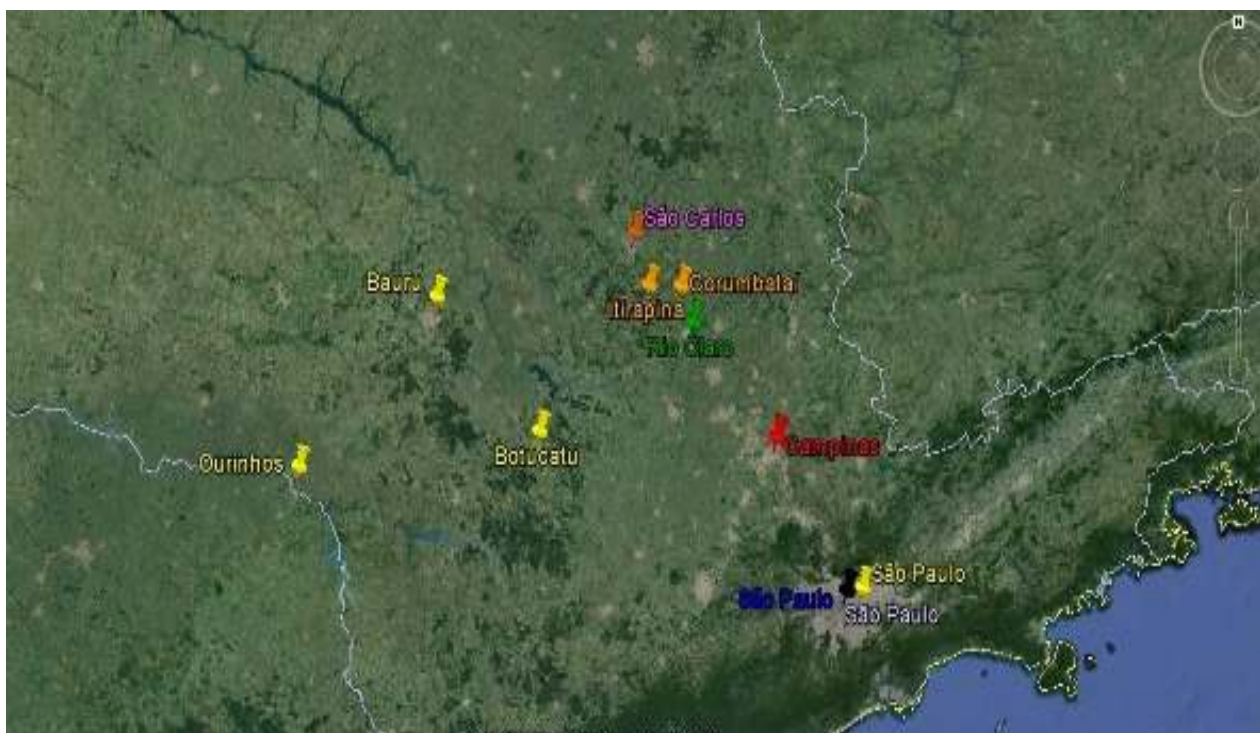 N
São Carlos
Bauru
Corumbataí
Itirapina
Rio Claro
Campinas
Botucatu
Ourinhos
São Paulo
São Paulo
São Paulo